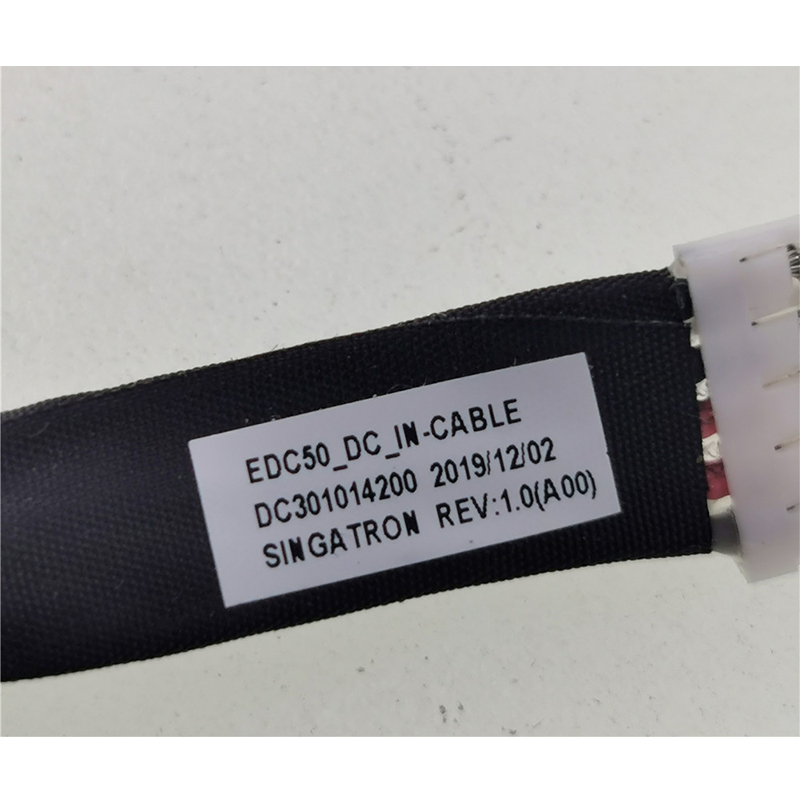 EDC50_DC_IN-CABLE
DC301014200 2019/12/02
SINGATRON REV:1.0(A00)